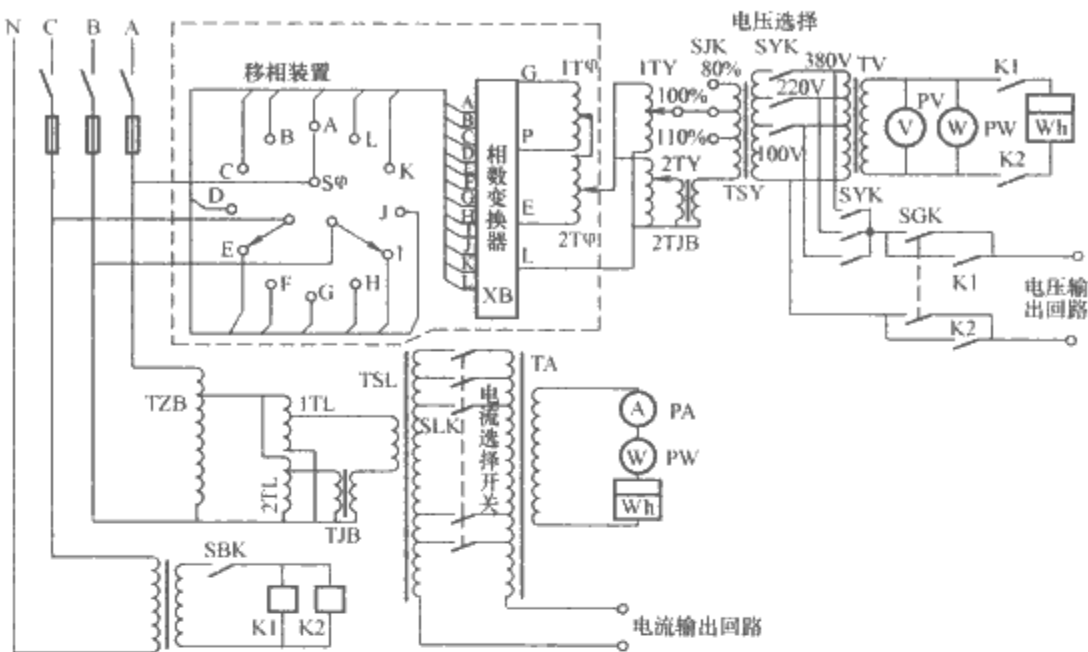 N C B A
移相装置
B
A
L
C
K
Sφ
D
J
E
I
F
G
H
A
B
C
D
E
F
G
H
I
J
K
L
相数变换器
XB
G
P
E
L
1Tφ
2Tφ
1TY
2TY
2TJB
SJK
80%
100%
110%
TSY
电压选择
SYK
380V
220V
100V
TV
PV
V
W
PW
K1
Wh
K2
SYK
SGK
K1
K2
电压输
出回路
TZB
1TL
2TL
TJB
TSL
SLK
电流选择开关
TA
A
PA
W
PW
Wh
SBK
K1
K2
电流输出回路